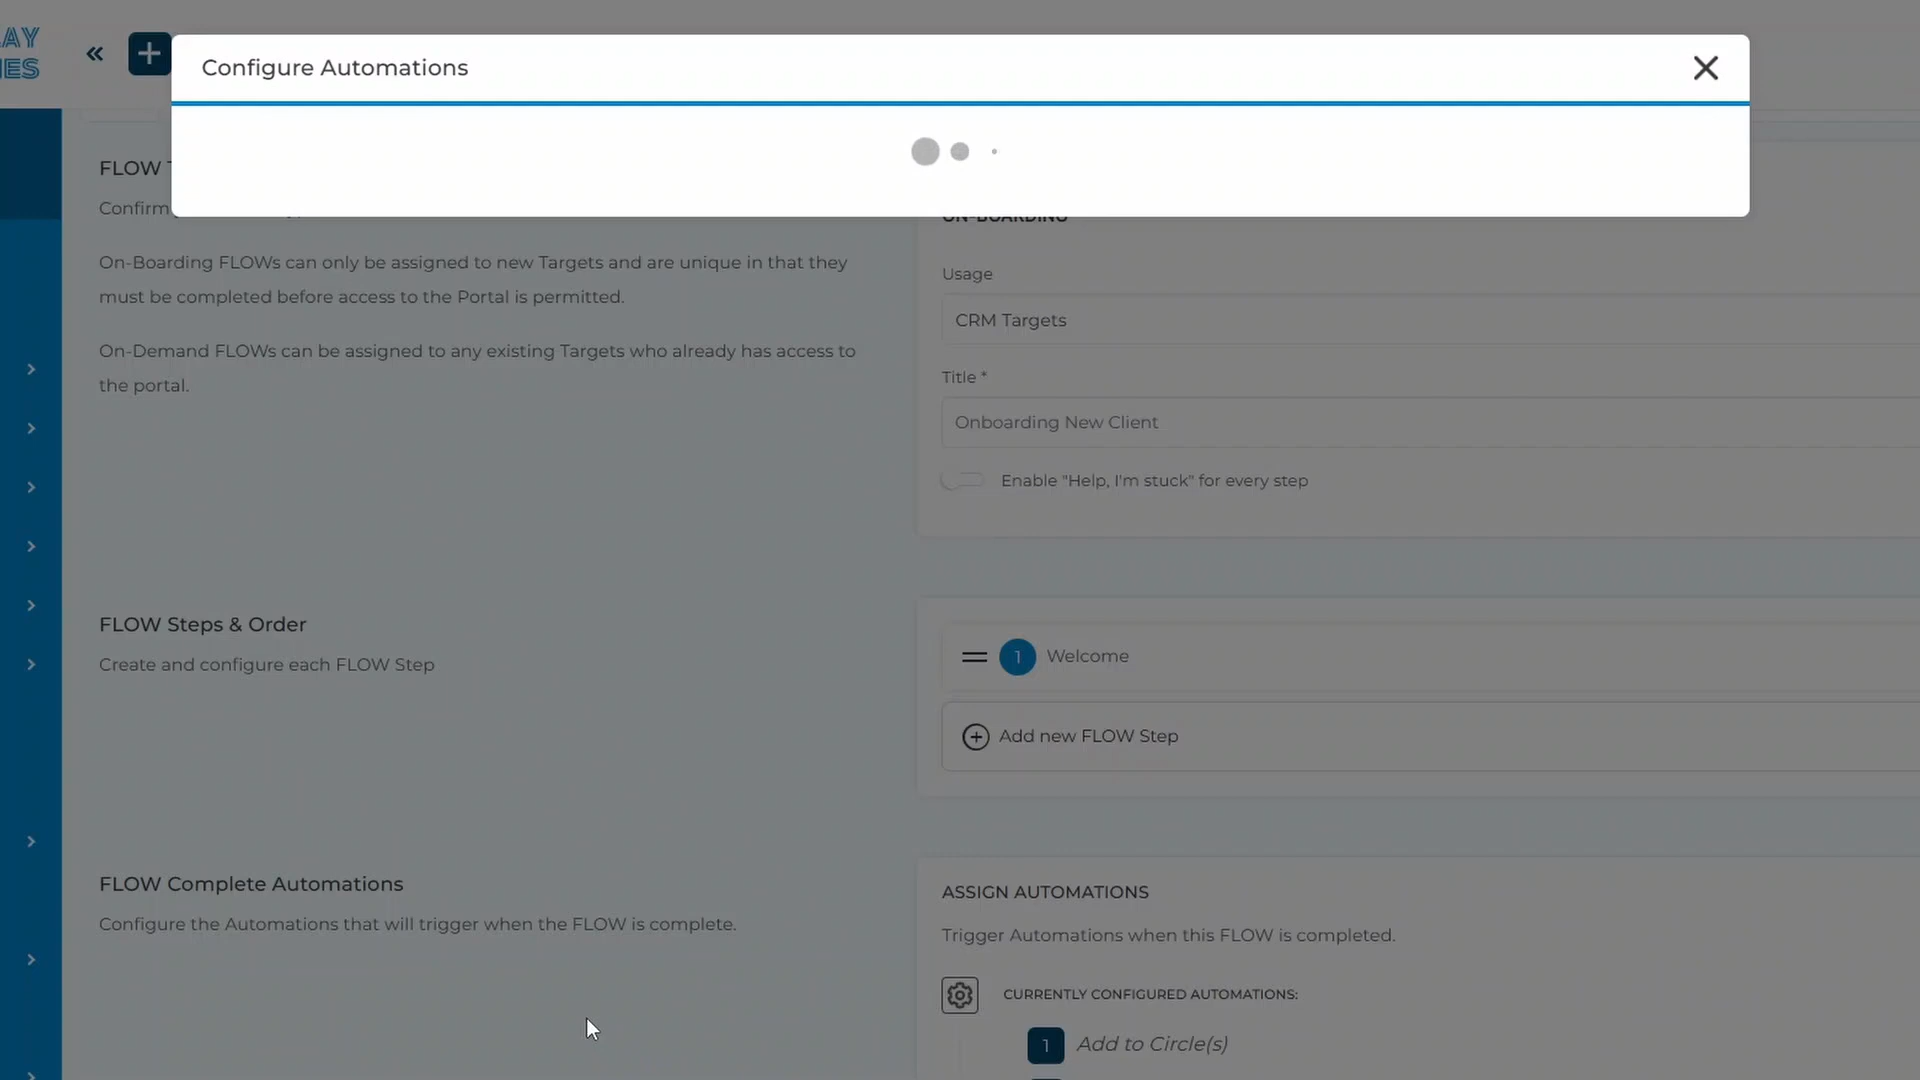 AY
ES
Configure Automations
FLOW
Confirm
On-Boarding FLOWs can only be assigned to new Targets and are unique in that they
must be completed before access to the Portal is permitted.
On-Demand FLOWs can be assigned to any existing Targets who already has access to
the portal.
ON-BOARDING
Usage
CRM Targets
Title *
Onboarding New Client
Enable "Help, I'm stuck" for every step
FLOW Steps & Order
Create and configure each FLOW Step
1 Welcome
Add new FLOW Step
FLOW Complete Automations
Configure the Automations that will trigger when the FLOW is complete.
ASSIGN AUTOMATIONS
Trigger Automations when this FLOW is completed.
CURRENTLY CONFIGURED AUTOMATIONS:
1 Add to Circle(s)